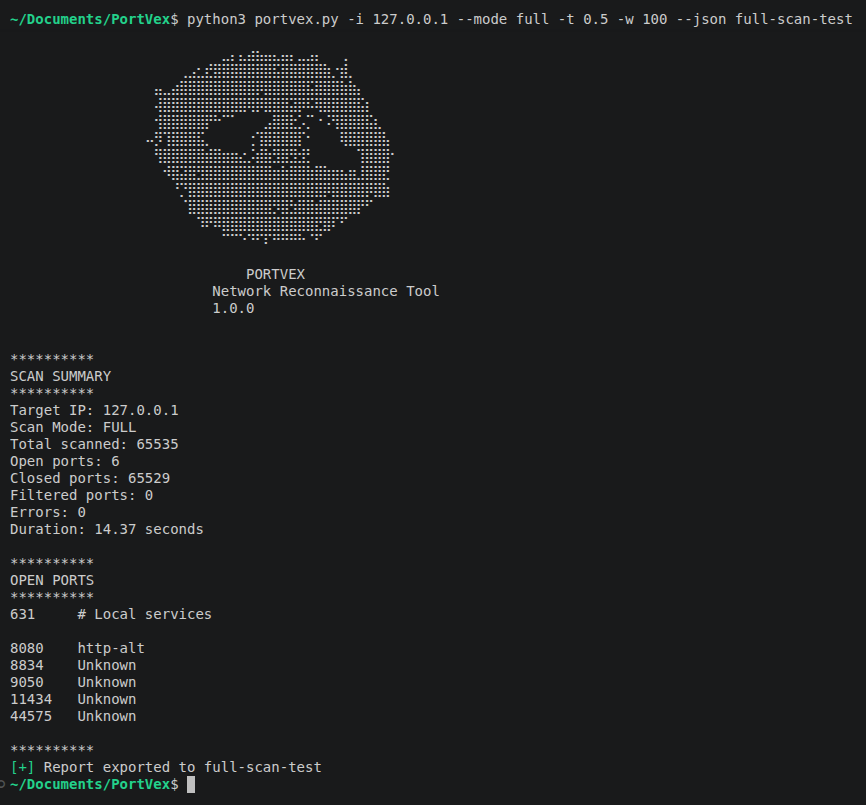 ~/Documents/PortVex$ python3 portvex.py -i 127.0.0.1 --mode full -t 0.5 -w 100 --json full-scan-test
PORTVEX
Network Reconnaissance Tool
1.0.0
**********
SCAN SUMMARY
**********
Target IP: 127.0.0.1
Scan Mode: FULL
Total scanned: 65535
Open ports: 6
Closed ports: 65529
Filtered ports: 0
Errors: 0
Duration: 14.37 seconds
**********
OPEN PORTS
**********
631     # Local services
8080    http-alt
8834    Unknown
9050    Unknown
11434   Unknown
44575   Unknown
**********
[+] Report exported to full-scan-test
~/Documents/PortVex$